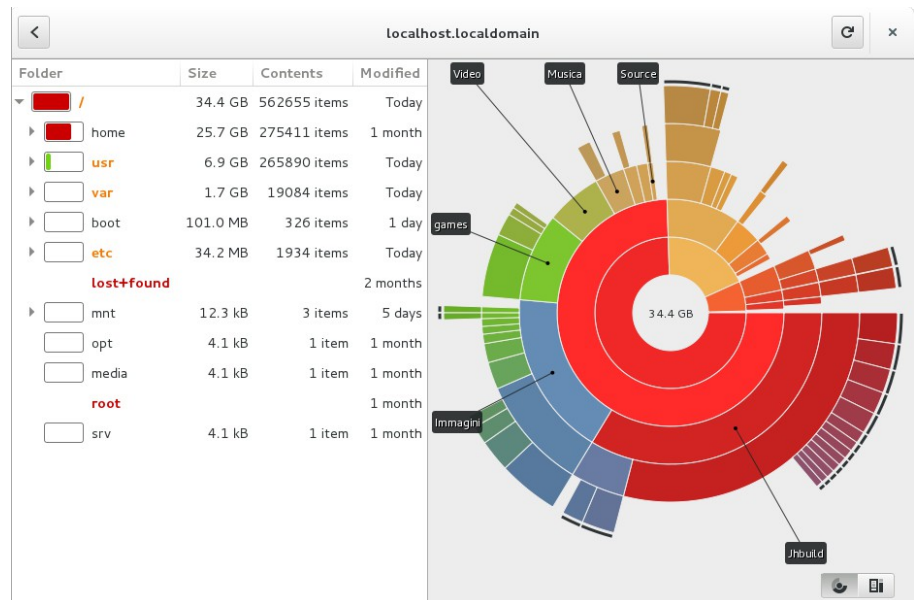 localhost.localdomain
Folder Size Contents Modified
/ 34.4 GB 562655 items Today
home 25.7 GB 275411 items 1 month
usr 6.9 GB 265890 items Today
var 1.7 GB 19084 items Today
boot 101.0 MB 326 items 1 day
etc 34.2 MB 1934 items Today
lost+found 2 months
mnt 12.3 kB 3 items 5 days
opt 4.1 kB 1 item 1 month
media 4.1 kB 1 item 1 month
root 1 month
srv 4.1 kB 1 item 1 month
Video Musica Source
games
34.4 GB
Immagini
Jhbuild